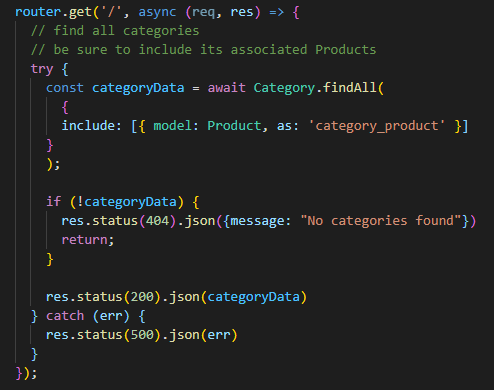 router.get('/', async (req, res) => {
  // find all categories
  // be sure to include its associated Products
  try {
    const categoryData = await Category.findAll(
      {
      include: [{ model: Product, as: 'category_product' }]
    }
    );

    if (!categoryData) {
      res.status(404).json({message: "No categories found"})
      return;
    }

    res.status(200).json(categoryData)
  } catch (err) {
    res.status(500).json(err)
  }
});